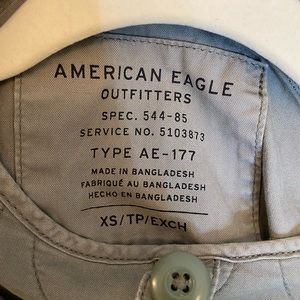 AMERICAN EAGLE
OUTFITTERS
SPEC. 544-85
SERVICE NO. 5103873
TYPE AE-177
MADE IN BANGLADESH
FABRIQUÉ AU BANGLADESH
HECHO EN BANGLADESH
XS/TP/EXCH